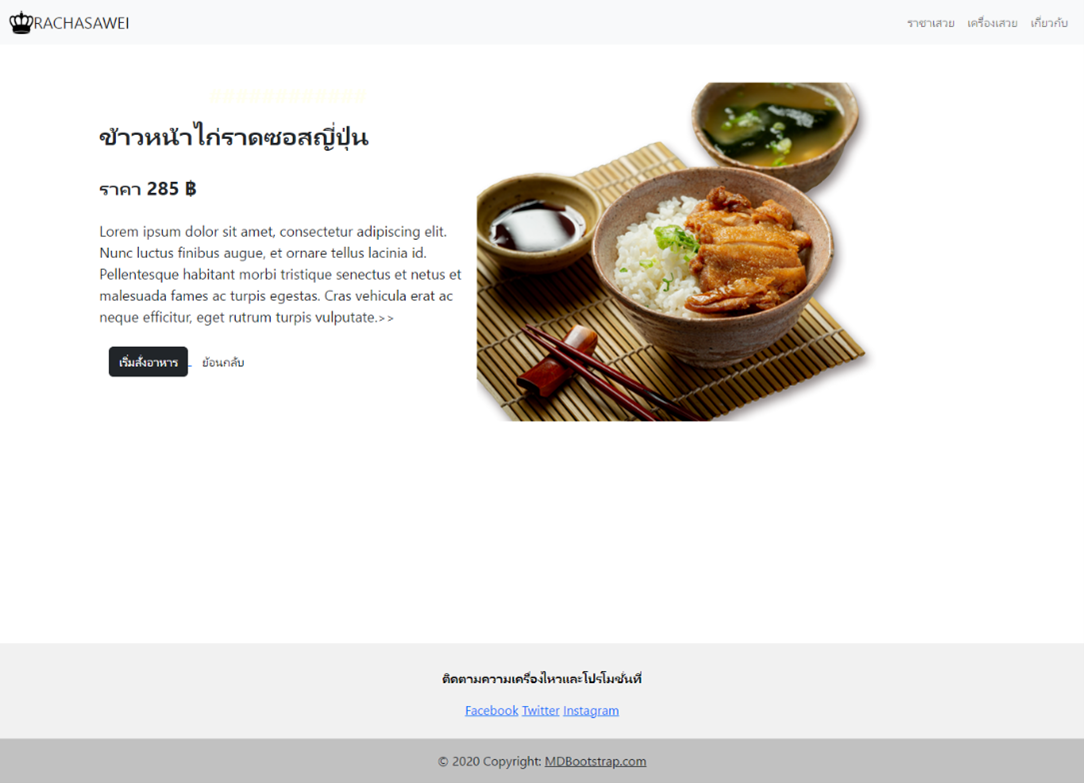 RACHASAWEI
ราชาเสวย เครื่องเสวย เกี่ยวกับ
ข้าวหน้าไก่ราดซอสญี่ปุ่น
ราคา 285 ฿
Lorem ipsum dolor sit amet, consectetur adipiscing elit.
Nunc luctus finibus augue, et ornare tellus lacinia id.
Pellentesque habitant morbi tristique senectus et netus et
malesuada fames ac turpis egestas. Cras vehicula erat ac
neque efficitur, eget rutrum turpis vulputate.>>
เริ่มสั่งอาหาร ย้อนกลับ
ติดตามความเครื่องไหวและโปรโมชั่นที่
Facebook Twitter Instagram
© 2020 Copyright: MDBootstrap.com